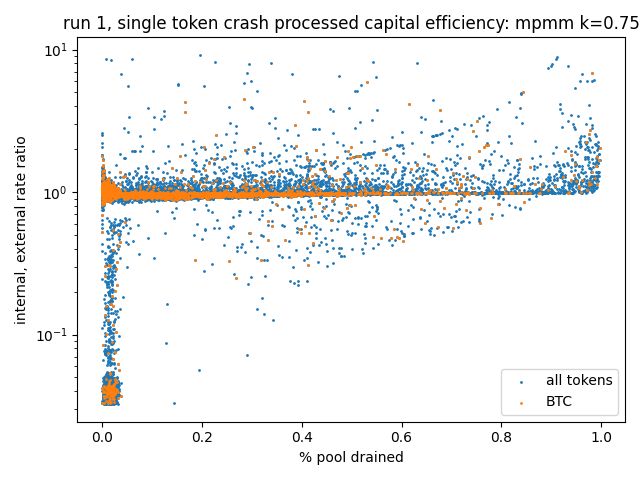 run 1, single token crash processed capital efficiency: mpmm k=0.75
internal, external rate ratio
10¹
10⁰
10⁻¹
0.0 0.2 0.4 0.6 0.8 1.0
% pool drained
all tokens
BTC